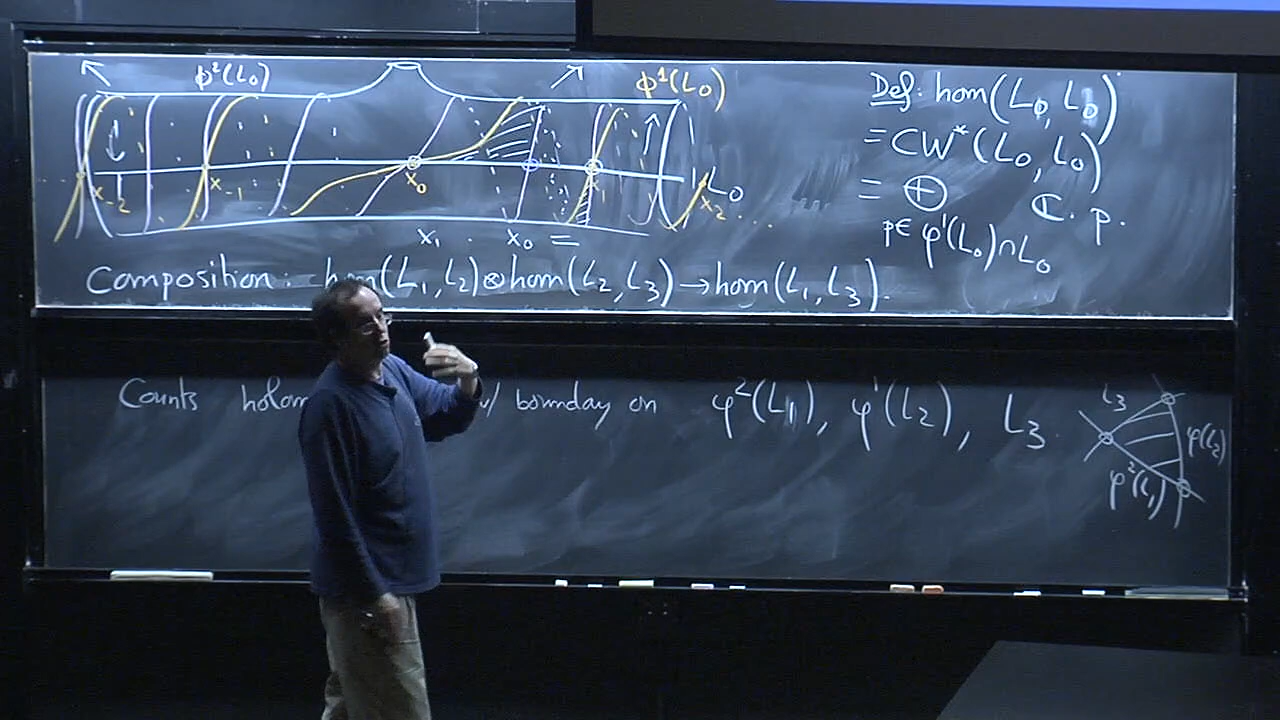 ϕ²(L₀)
ϕ¹(L₀)
x₋₂
x₋₁
x₀
x₁
L₀
x₂ ...
x₁ . x₀ =
Def: hom(L₀, L₀)
= CW*(L₀, L₀)
= ⊕ ℂ. p.
p∈ φ¹(L₀)∩L₀
Composition: hom(L₁, L₂)⊗hom(L₂, L₃)→hom(L₁, L₃).
Counts w/ bounday on φ²(L₁), φ¹(L₂), L₃.
L₃
φ(L₂)
φ²(L₁)